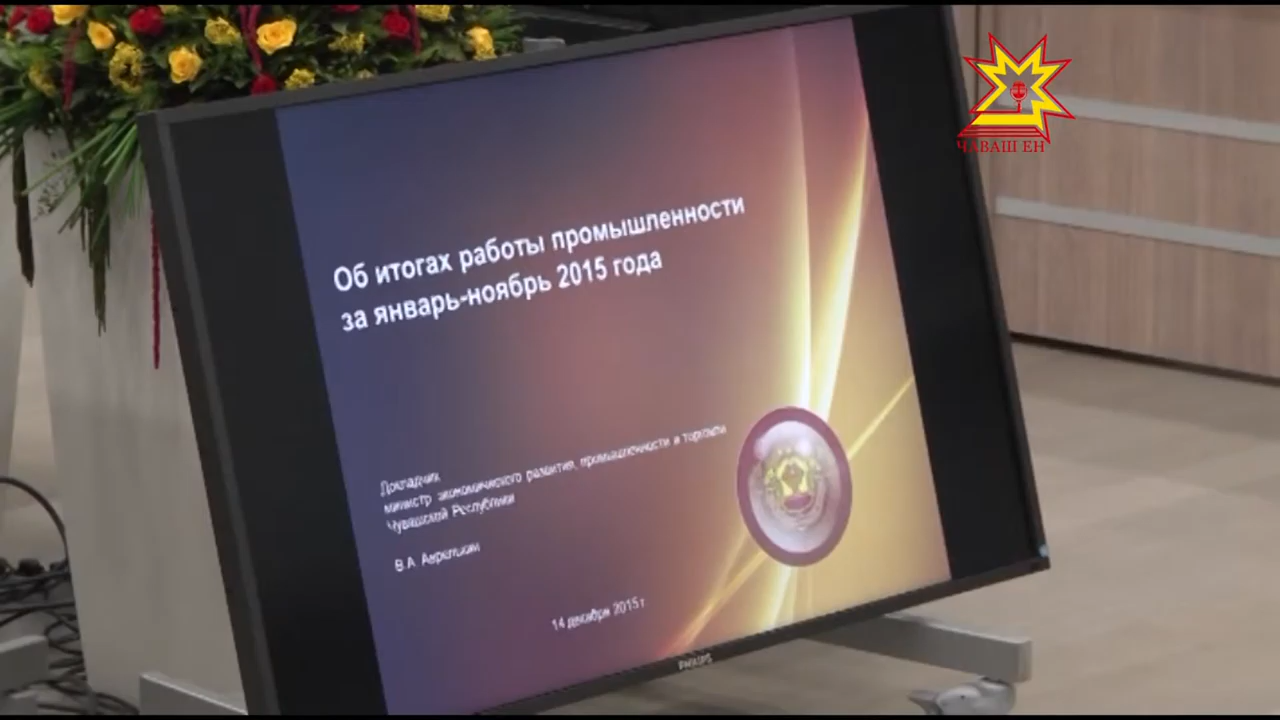 ЧАВАШ ЕН
Об итогах работы промышленности
за январь-ноябрь 2015 года
Докладчик
министр экономического развития, промышленности и торговли
Чувашской Республики
В.А. Аврелькин
14 декабря 2015 г
PHILIPS